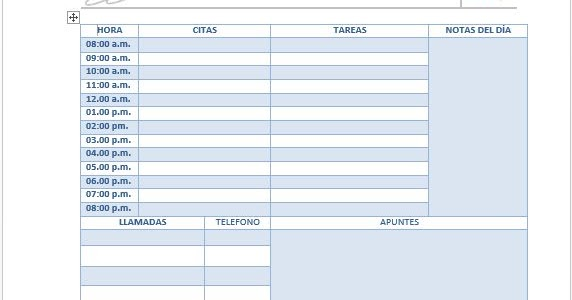 HORA CITAS TAREAS NOTAS DEL DÍA
08:00 a.m.
09:00 a.m.
10:00 a.m.
11:00 a.m.
12.00 a.m.
01.00 p.m.
02:00 pm.
03.00 p.m.
04.00 p.m.
05.00 p.m.
06.00 p.m.
07:00 p.m.
08:00 p.m.
LLAMADAS TELEFONO APUNTES